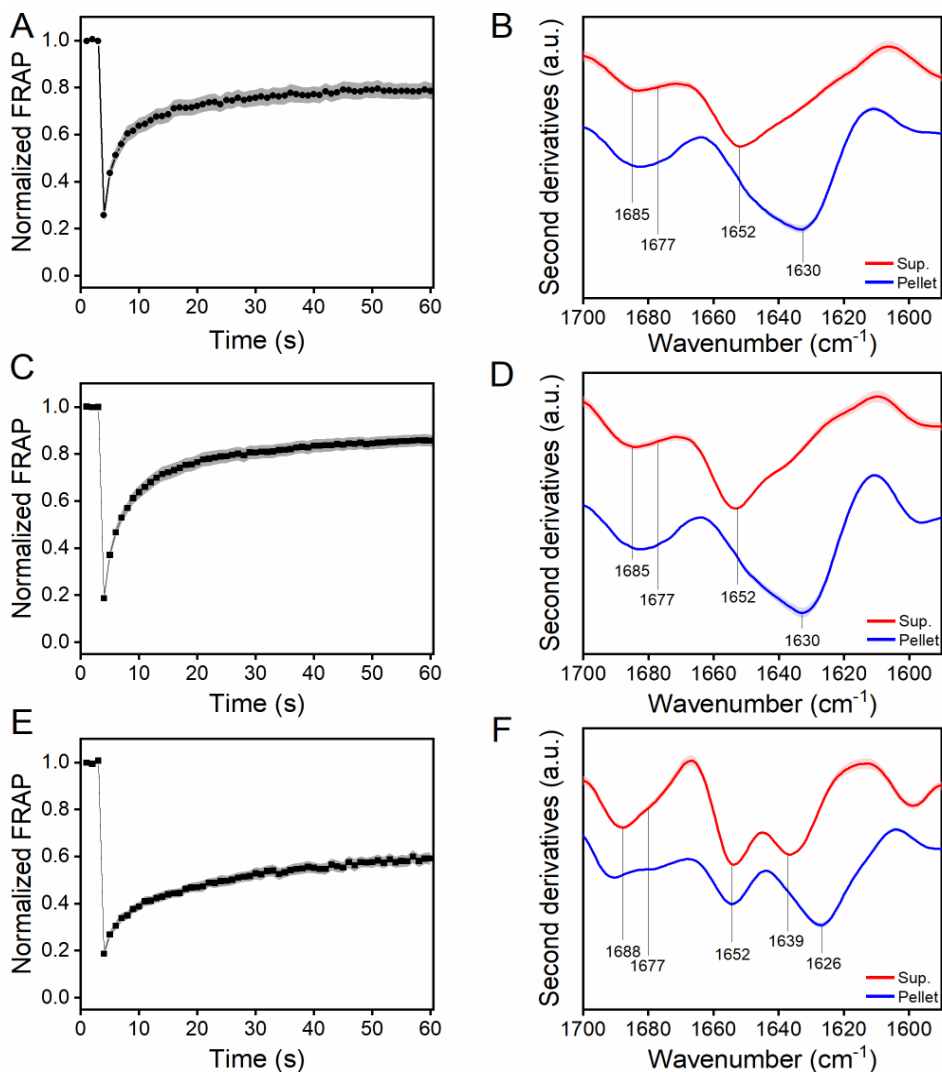 A
Normalized FRAP
1.0
0.8
0.6
0.4
0.2
0.0
0 10 20 30 40 50 60
Time (s)
B
Second derivatives (a.u.)
1685
1677
1652
1630
Sup.
Pellet
1700 1680 1660 1640 1620 1600
Wavenumber (cm-1)
C
Normalized FRAP
1.0
0.8
0.6
0.4
0.2
0.0
0 10 20 30 40 50 60
Time (s)
D
Second derivatives (a.u.)
1685
1677
1652
1630
Sup.
Pellet
1700 1680 1660 1640 1620 1600
Wavenumber (cm-1)
E
Normalized FRAP
1.0
0.8
0.6
0.4
0.2
0.0
0 10 20 30 40 50 60
Time (s)
F
Second derivatives (a.u.)
1688
1677
1652
1639
1626
Sup.
Pellet
1700 1680 1660 1640 1620 1600
Wavenumber (cm-1)